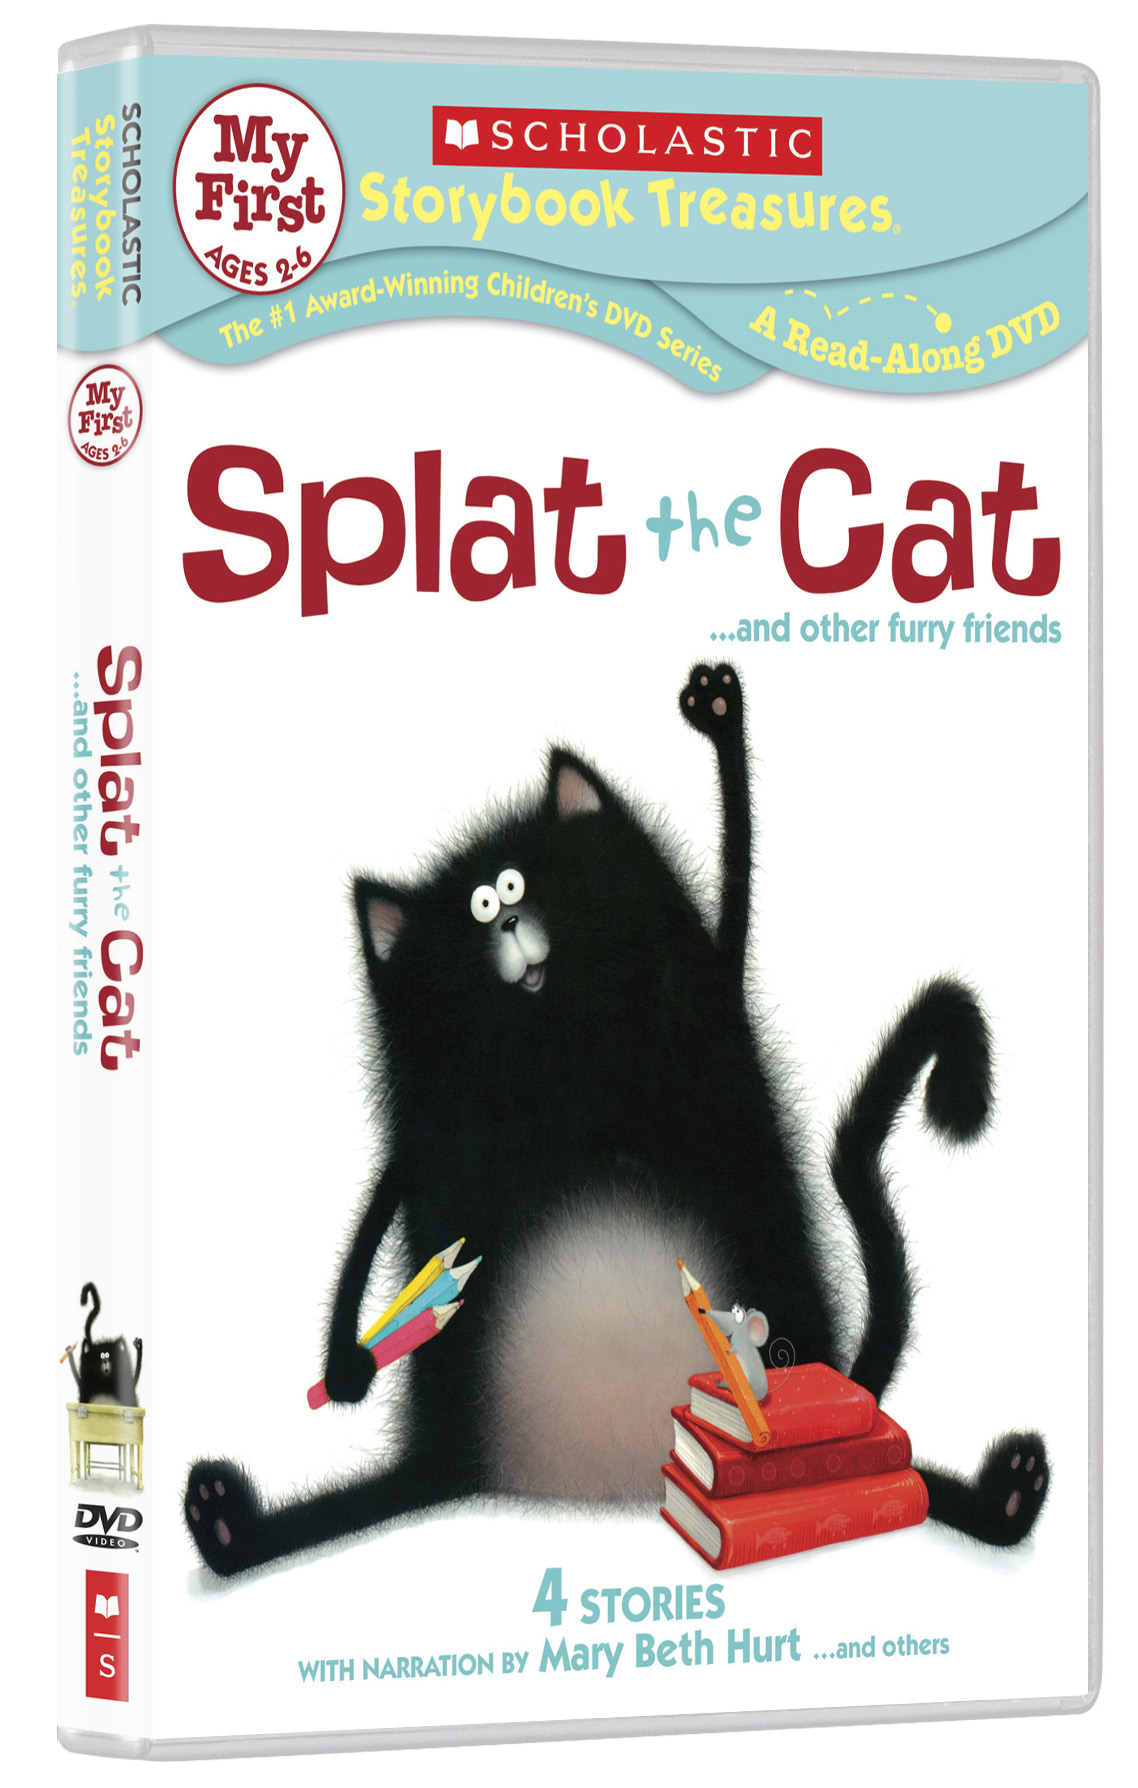 SCHOLASTIC
Storybook Treasures®
My
First
AGES 2-6
The #1 Award-Winning Children's DVD Series
A Read-Along DVD
Splat the Cat
...and other furry friends
4 STORIES
WITH NARRATION BY Mary Beth Hurt ...and others
SCHOLASTIC
Storybook
Treasures
My
First
AGES 2-6
Splat the Cat
...and other furry friends
DVD
VIDEO
S